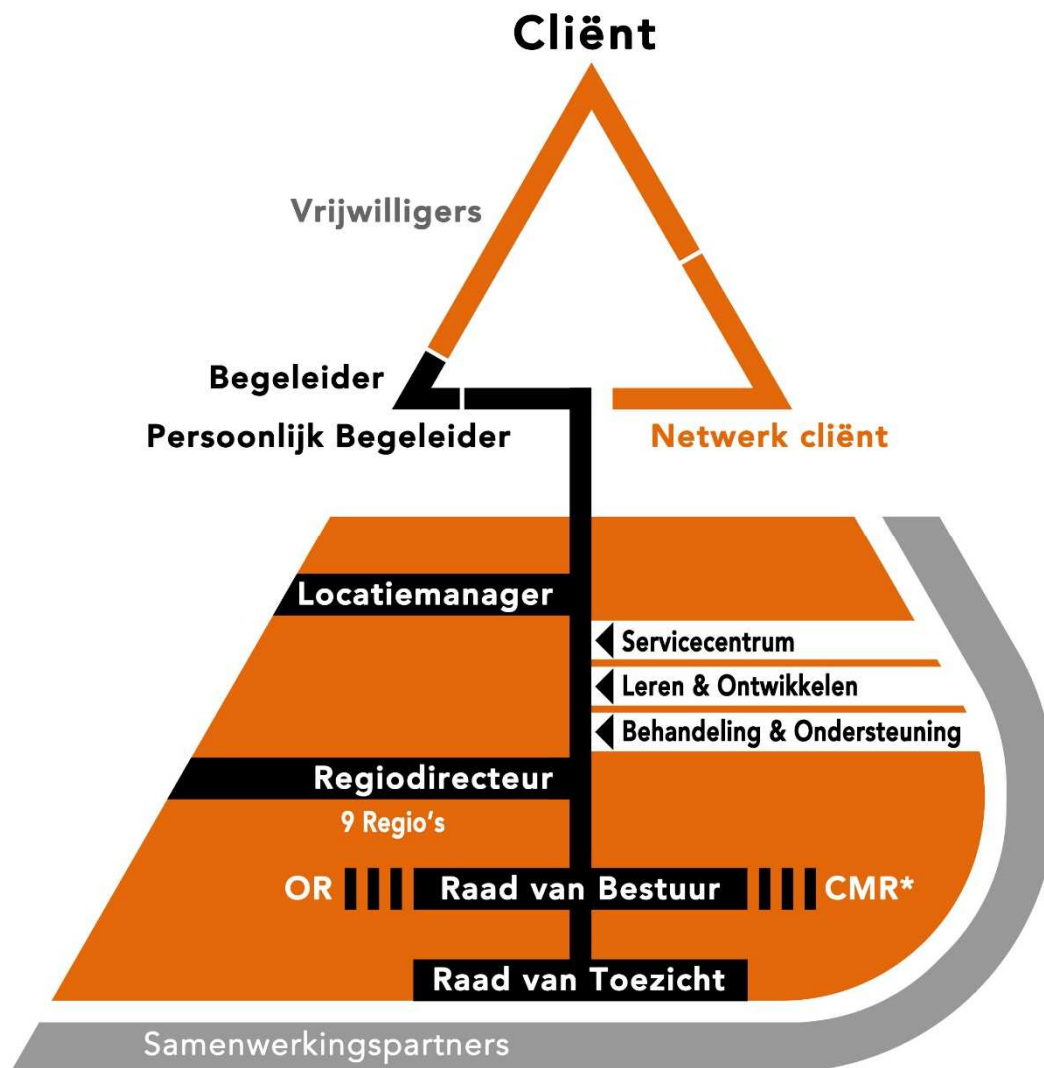 Cliënt
Vrijwilligers
Begeleider
Persoonlijk Begeleider
Netwerk cliënt
Locatiemanager
Servicecentrum
Leren & Ontwikkelen
Behandeling & Ondersteuning
Regiodirecteur
9 Regio's
OR
Raad van Bestuur
CMR*
Raad van Toezicht
Samenwerkingspartners